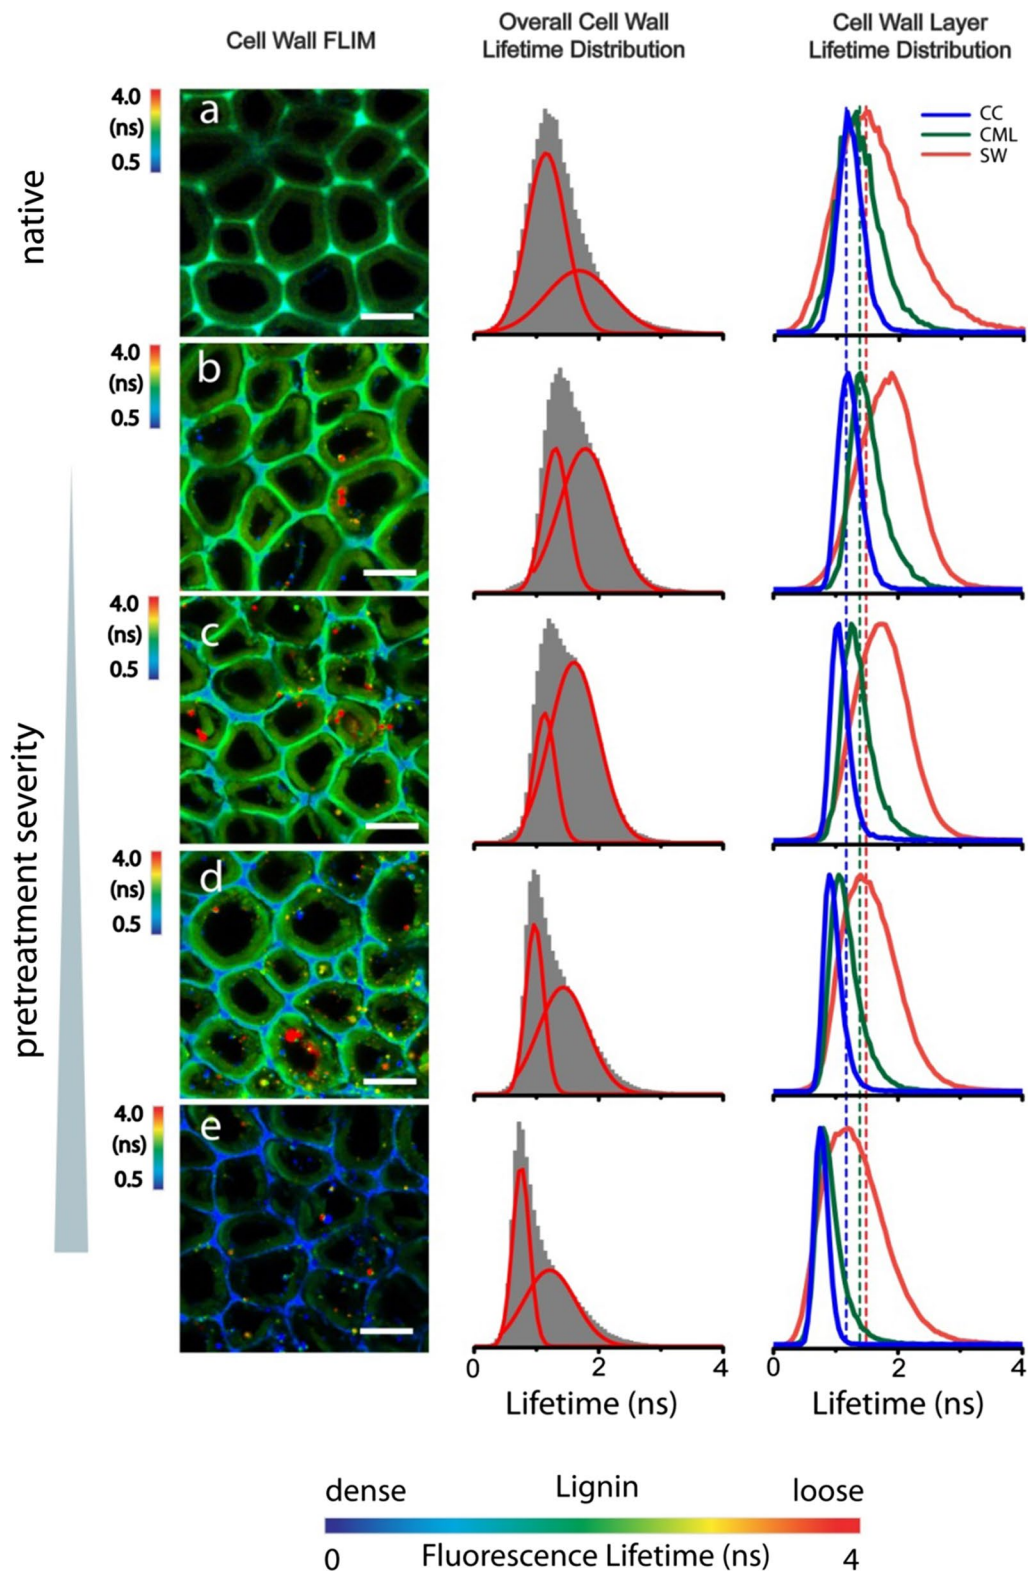 Cell Wall FLIM
Overall Cell Wall
Lifetime Distribution
Cell Wall Layer
Lifetime Distribution
native
4.0
(ns)
0.5
a
CC
CML
SW
4.0
(ns)
0.5
b
pretreatment severity
4.0
(ns)
0.5
c
4.0
(ns)
0.5
d
4.0
(ns)
0.5
e
0 2 4
0 2 4
Lifetime (ns)
Lifetime (ns)
dense Lignin loose
0 Fluorescence Lifetime (ns) 4